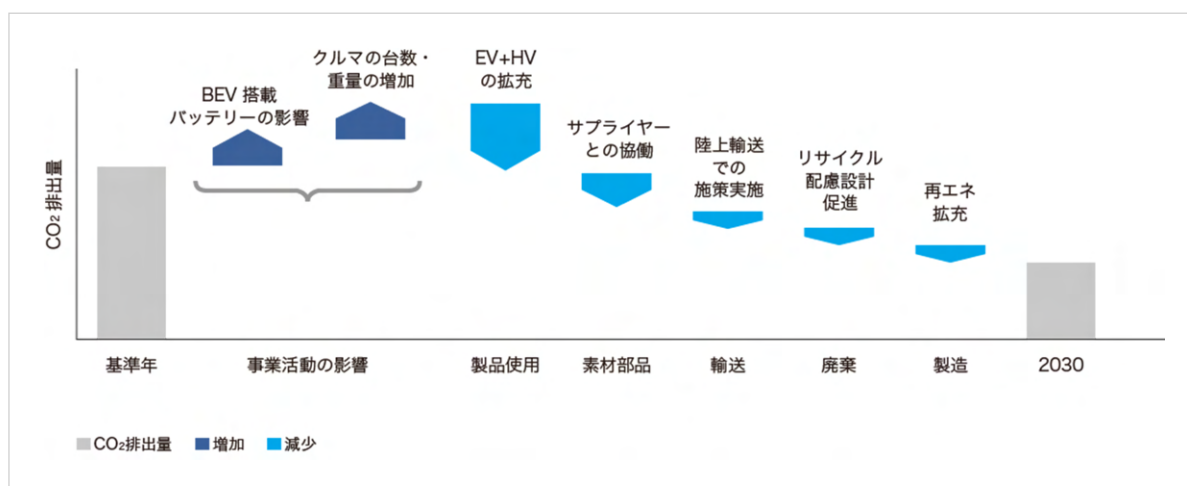 CO₂ 排出量
BEV 搭載
バッテリーの影響
クルマの台数・
重量の増加
EV+HV
の拡充
サプライヤー
との協働
陸上輸送
での
施策実施
リサイクル
配慮設計
促進
再エネ
拡充
基準年
事業活動の影響
製品使用
素材部品
輸送
廃棄
製造
2030
CO₂排出量
増加
減少